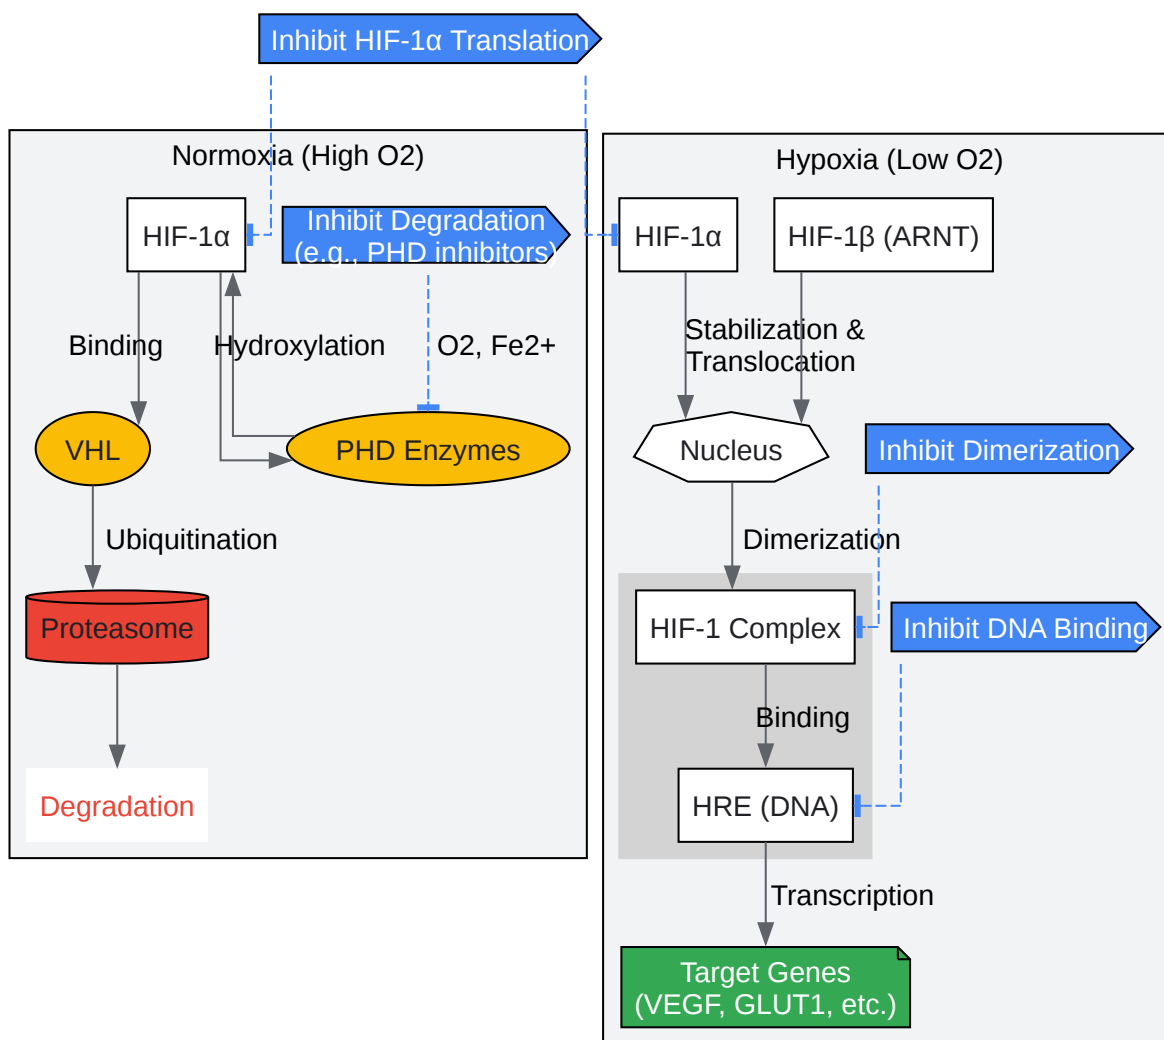 Inhibit HIF-1α Translation
Normoxia (High O2)
HIF-1α
Inhibit Degradation
(e.g., PHD inhibitors)
Binding
Hydroxylation
O2, Fe2+
VHL
PHD Enzymes
Ubiquitination
Proteasome
Degradation
Hypoxia (Low O2)
HIF-1α
HIF-1β (ARNT)
Stabilization &
Translocation
Nucleus
Inhibit Dimerization
Dimerization
HIF-1 Complex
Inhibit DNA Binding
Binding
HRE (DNA)
Transcription
Target Genes
(VEGF, GLUT1, etc.)